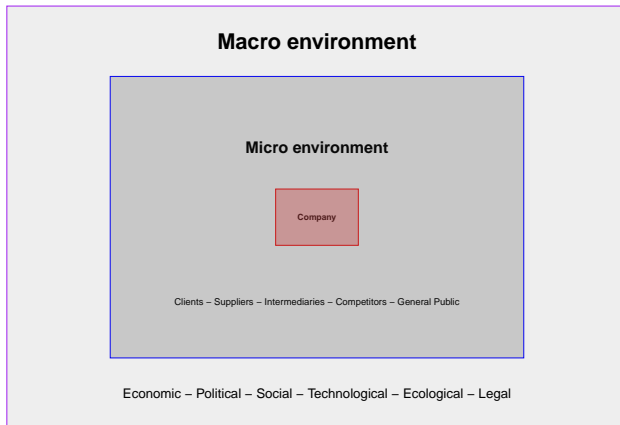 Macro environment
Micro environment
Company
Clients – Suppliers – Intermediaries – Competitors – General Public
Economic – Political – Social – Technological – Ecological – Legal